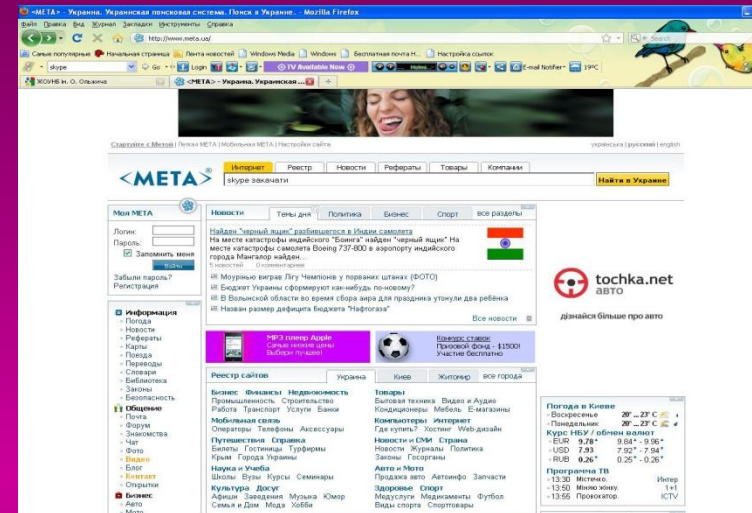 <META> - Украина. Украинская поисковая система. Поиск в Украине. - Mozilla Firefox
Файл Правка Вид Журнал Закладки Инструменты Справка
http://www.meta.ua/
Search
Самые популярные Начальная страница Лента новостей Windows Media Windows Бесплатная почта Н... Настройка ссылок
skype Go Login TV Available Now E-mail Notifier 19°C
ЖОУНБ ім. О. Ольжича <META> - Украина. Украинская ...
Стартуйте с Метой | Легкая МЕТА | Мобильная МЕТА | Настройки сайта українська | русский | english
<META>
Интернет Реестр Новости Рефераты Товары Компании
skype закачати Найти в Украине
Моя МЕТА
Логин:
Пароль:
Запомнить меня
Войти
Забыли пароль?
Регистрация
Информация
Погода
Новости
Рефераты
Карты
Поезда
Переводы
Словари
Библиотека
Законы
Безопасность
Общение
Почта
Форум
Знакомства
Чат
Фото
Видео
Блог
Контакт
Открытки
Бизнес
Авто
Мото
Новости Темы дня Политика Бизнес Спорт все разделы
Найден "черный ящик" разбившегося в Индии самолета
На месте катастрофы индийского "Боинга" найден "черный ящик" На
месте катастрофы самолета Boeing 737-800 в аэропорту индийского
города Мангалор найден...
5 новостей 0 комментариев
Моурінью виграв Лігу Чемпіонів у порваних штанах (ФОТО)
Бюджет Украины сформируют как-нибудь по-новому?
В Волынской области во время сбора аира для праздника утонули два ребёнка
Назван размер дефицита бюджета "Нафтогаза"
Все новости
MP3 плеер Apple
Самые низкие цены
Выбери лучшее!
Конкурс ставок
Призовой фонд - $1500!
Участие бесплатно
Реестр сайтов Украина Киев Житомир все города
Бизнес Финансы Недвижимость
Промышленность Строительство
Работа Транспорт Услуги Банки
Мобильная связь
Операторы Телефоны Аксессуары
Путешествия Справка
Билеты Гостиницы Турфирмы
Крым Города Украины
Наука и Учеба
Школы Вузы Курсы Семинары
Культура Досуг
Афиши Заведения Музыка Юмор
Семья и Дом Мода Хобби
Товары
Бытовая техника Видео и Аудио
Кондиционеры Мебель E-магазины
Компьютеры Интернет
Где купить? Хостинг Web-дизайн
Новости и СМИ Страна
Новости Журналы Политика
Законы Госорганы
Авто и Мото
Продажа авто Автоинфо Запчасти
Здоровье Спорт
Медуслуги Медикаменты Футбол
Виды спорта Спорттовары
tochka.net
авто
дізнайся більше про авто
Погода в Киеве
Воскресенье 20°...23° C
Понедельник 20°...23° C
Курс НБУ / обмен валют
EUR 9.78 9.84 - 9.96
USD 7.93 7.92 - 7.94
RUB 0.26 0.25 - 0.26
Программа ТВ
13:30 Містечко. Интер
13:50 Міняю жінку. 1+1
13:55 Провокатор. ICTV